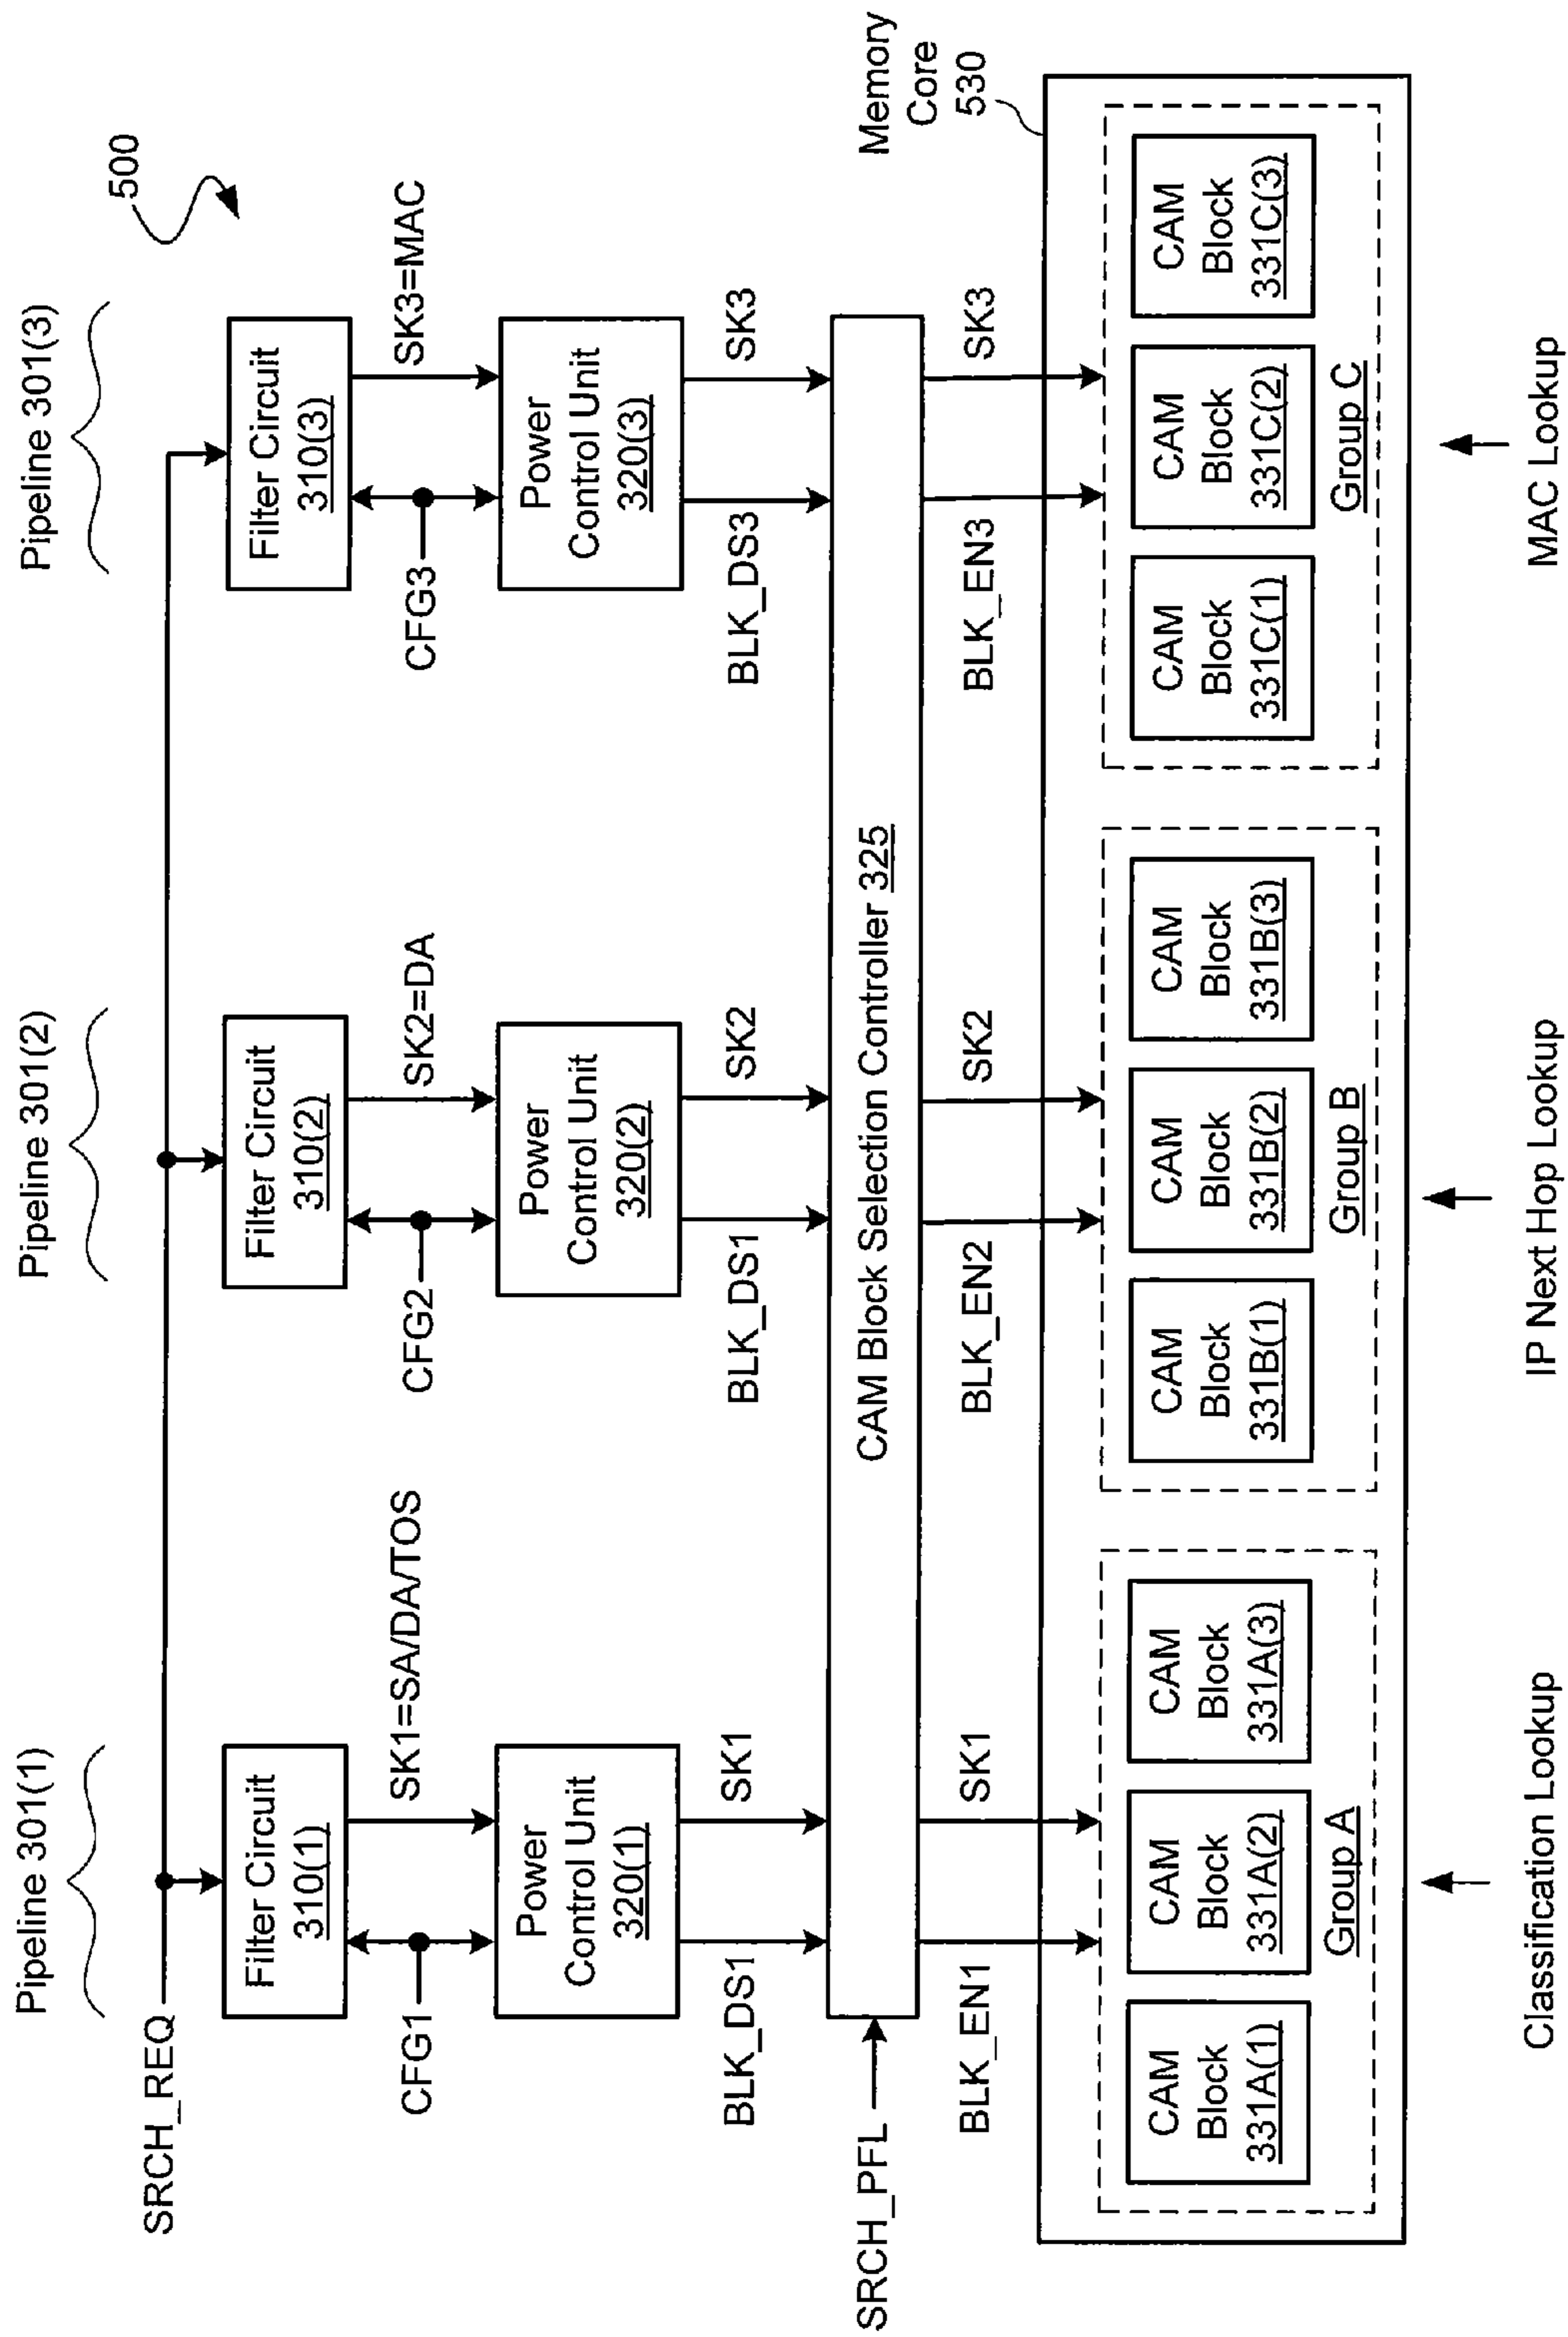 500
Pipeline 301(1)
Pipeline 301(2)
Pipeline 301(3)
SRCH_REQ
Filter Circuit
310(1)
Filter Circuit
310(2)
Filter Circuit
310(3)
CFG1
SK1=SA/DA/TOS
CFG2
SK2=DA
CFG3
SK3=MAC
Power
Control Unit
320(1)
Power
Control Unit
320(2)
Power
Control Unit
320(3)
BLK_DS1
SK1
BLK_DS1
SK2
BLK_DS3
SK3
SRCH_PFL
CAM Block Selection Controller 325
BLK_EN1
SK1
BLK_EN2
SK2
BLK_EN3
SK3
Memory
Core
530
CAM
Block
331A(1)
CAM
Block
331A(2)
CAM
Block
331A(3)
Group A
CAM
Block
331B(1)
CAM
Block
331B(2)
CAM
Block
331B(3)
Group B
CAM
Block
331C(1)
CAM
Block
331C(2)
CAM
Block
331C(3)
Group C
Classification Lookup
IP Next Hop Lookup
MAC Lookup